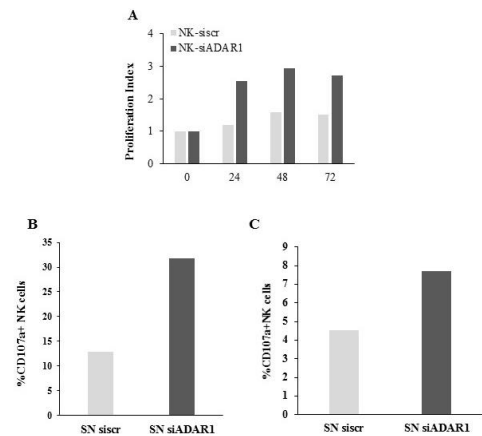 A
NK-siscr
NK-siADAR1
Proliferation Index
4
3
2
1
0
0 24 48 72
B
%CD107a+ NK cells
35
30
25
20
15
10
5
0
SN siscr SN siADAR1
C
%CD107a+NK cells
9
8
7
6
5
4
3
2
1
0
SN siscr SN siADAR1